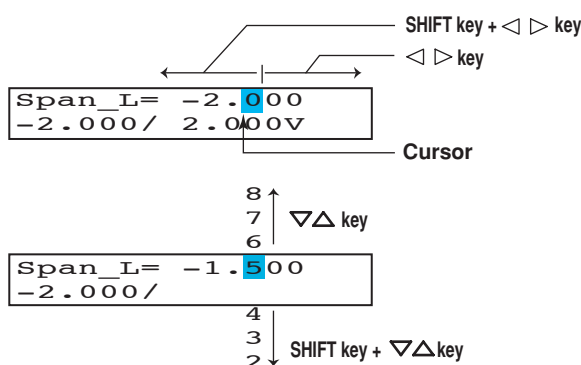 SHIFT key + ◁ ▷ key
◁ ▷ key
Span_L= -2.000
-2.000/ 2.000V
Cursor
8
7
▽△ key
6
Span_L= -1.500
-2.000/
4
3
SHIFT key + ▽△ key
2